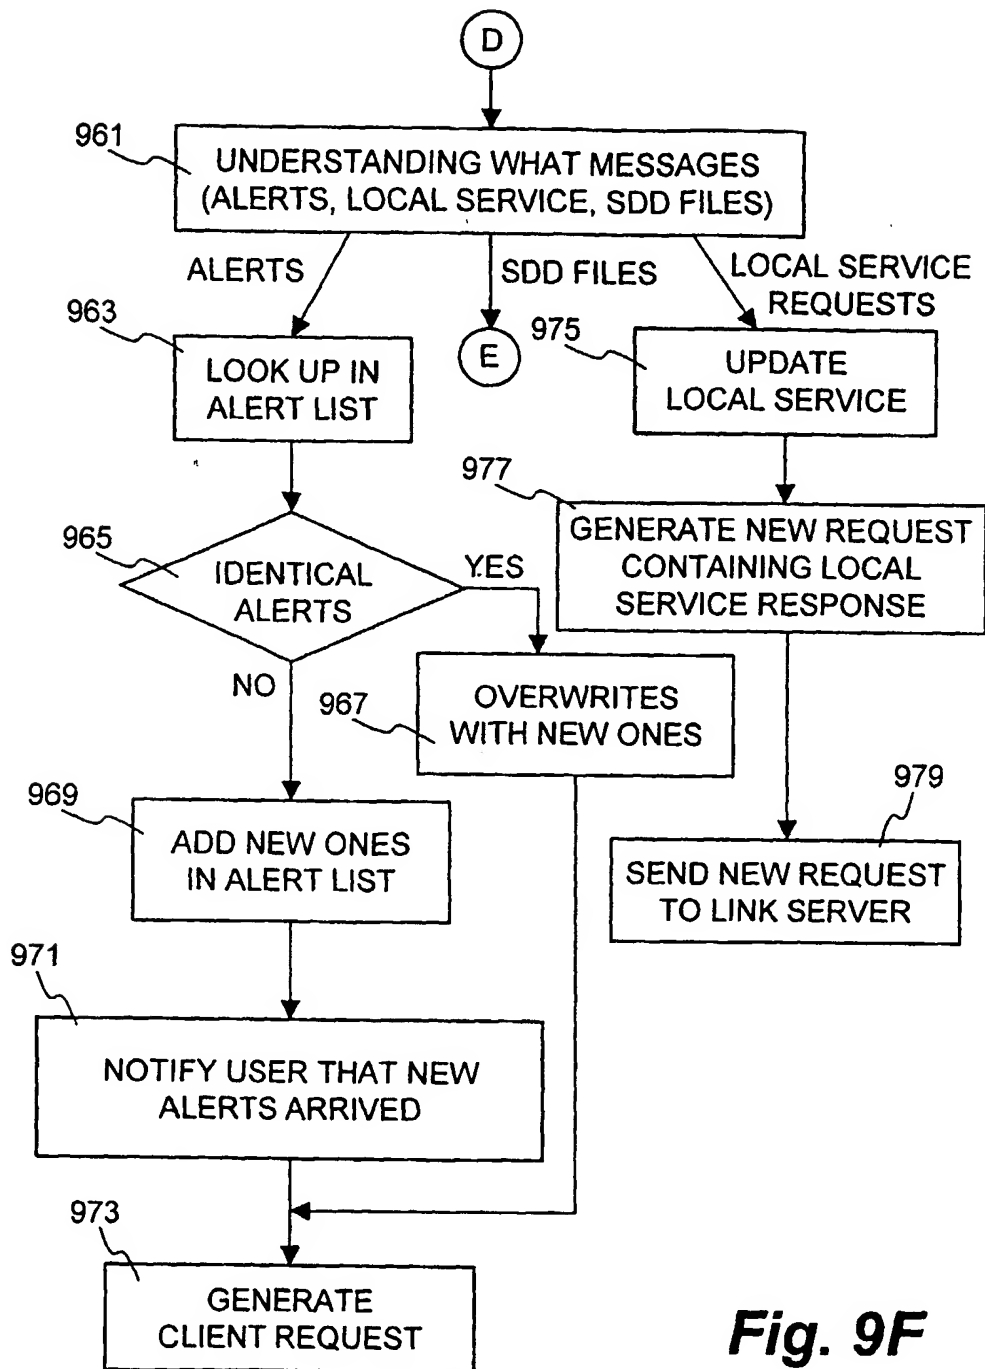 D
961
UNDERSTANDING WHAT MESSAGES
(ALERTS, LOCAL SERVICE, SDD FILES)
ALERTS
SDD FILES
LOCAL SERVICE
REQUESTS
963
LOOK UP IN
ALERT LIST
E
975
UPDATE
LOCAL SERVICE
977
GENERATE NEW REQUEST
CONTAINING LOCAL
SERVICE RESPONSE
965
IDENTICAL
ALERTS
YES
NO
967
OVERWRITES
WITH NEW ONES
979
SEND NEW REQUEST
TO LINK SERVER
969
ADD NEW ONES
IN ALERT LIST
971
NOTIFY USER THAT NEW
ALERTS ARRIVED
973
GENERATE
CLIENT REQUEST
Fig. 9F